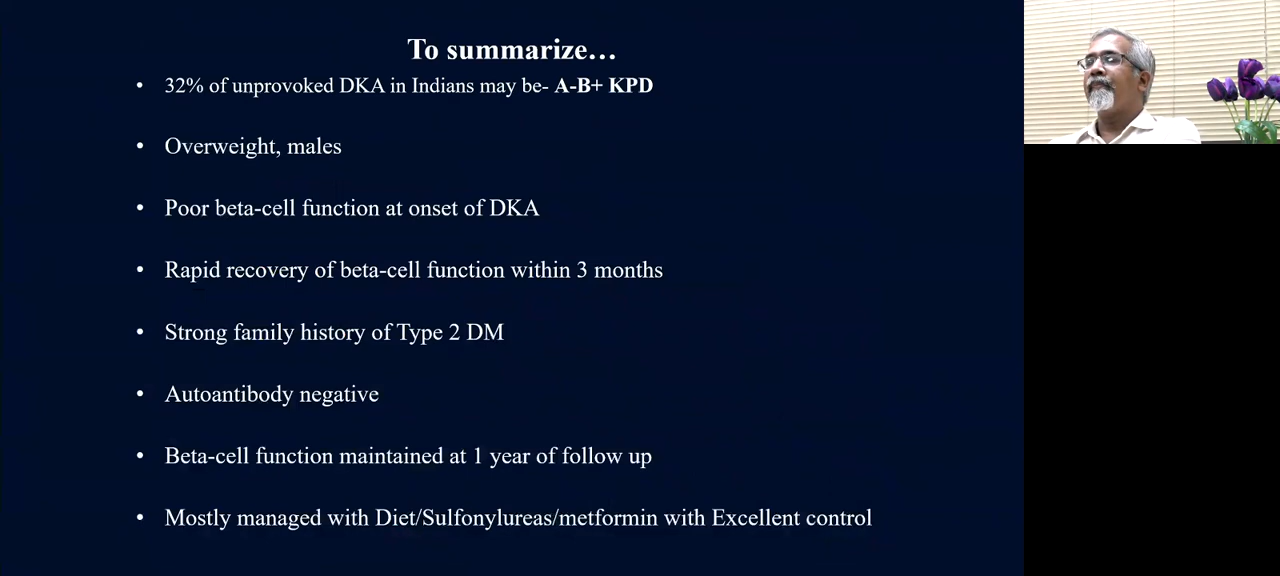 To summarize…
• 32% of unprovoked DKA in Indians may be- A-B+ KPD
• Overweight, males
• Poor beta-cell function at onset of DKA
• Rapid recovery of beta-cell function within 3 months
• Strong family history of Type 2 DM
• Autoantibody negative
• Beta-cell function maintained at 1 year of follow up
• Mostly managed with Diet/Sulfonylureas/metformin with Excellent control